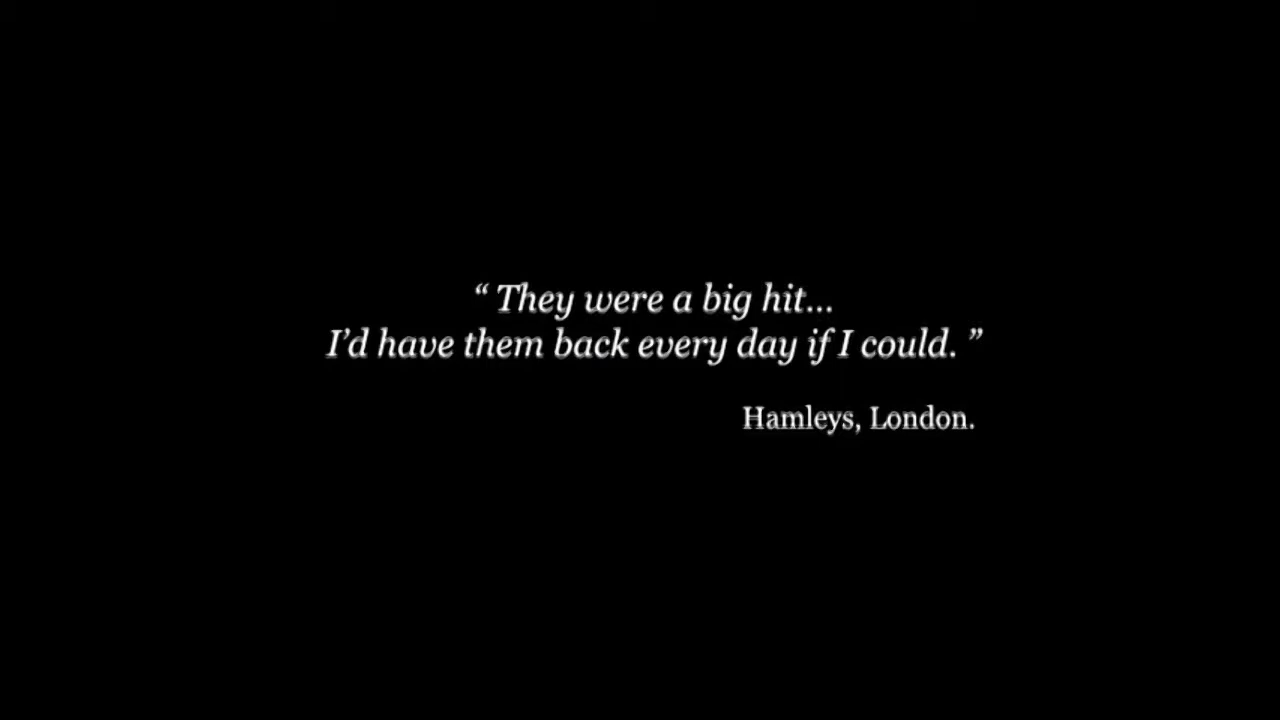 “ They were a big hit...
I’d have them back every day if I could. ”
Hamleys, London.